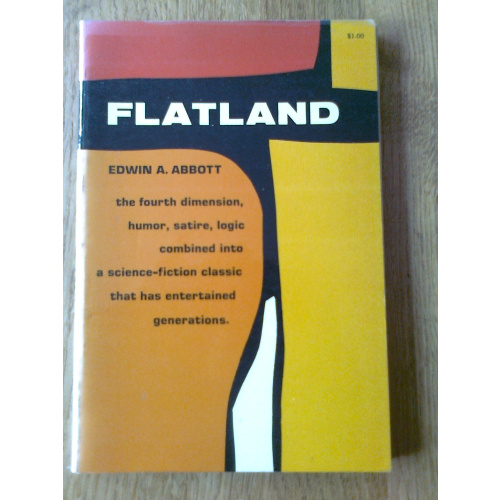 $1.00
FLATLAND
EDWIN A. ABBOTT
the fourth dimension,
humor, satire, logic
combined into
a science-fiction classic
that has entertained
generations.